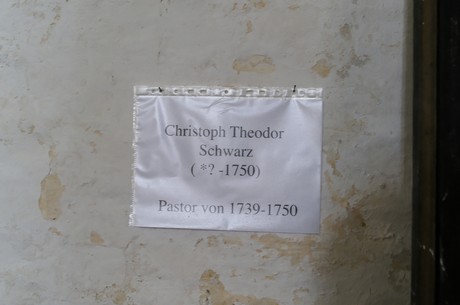 Christoph Theodor
Schwarz
( *? -1750)
Pastor von 1739-1750